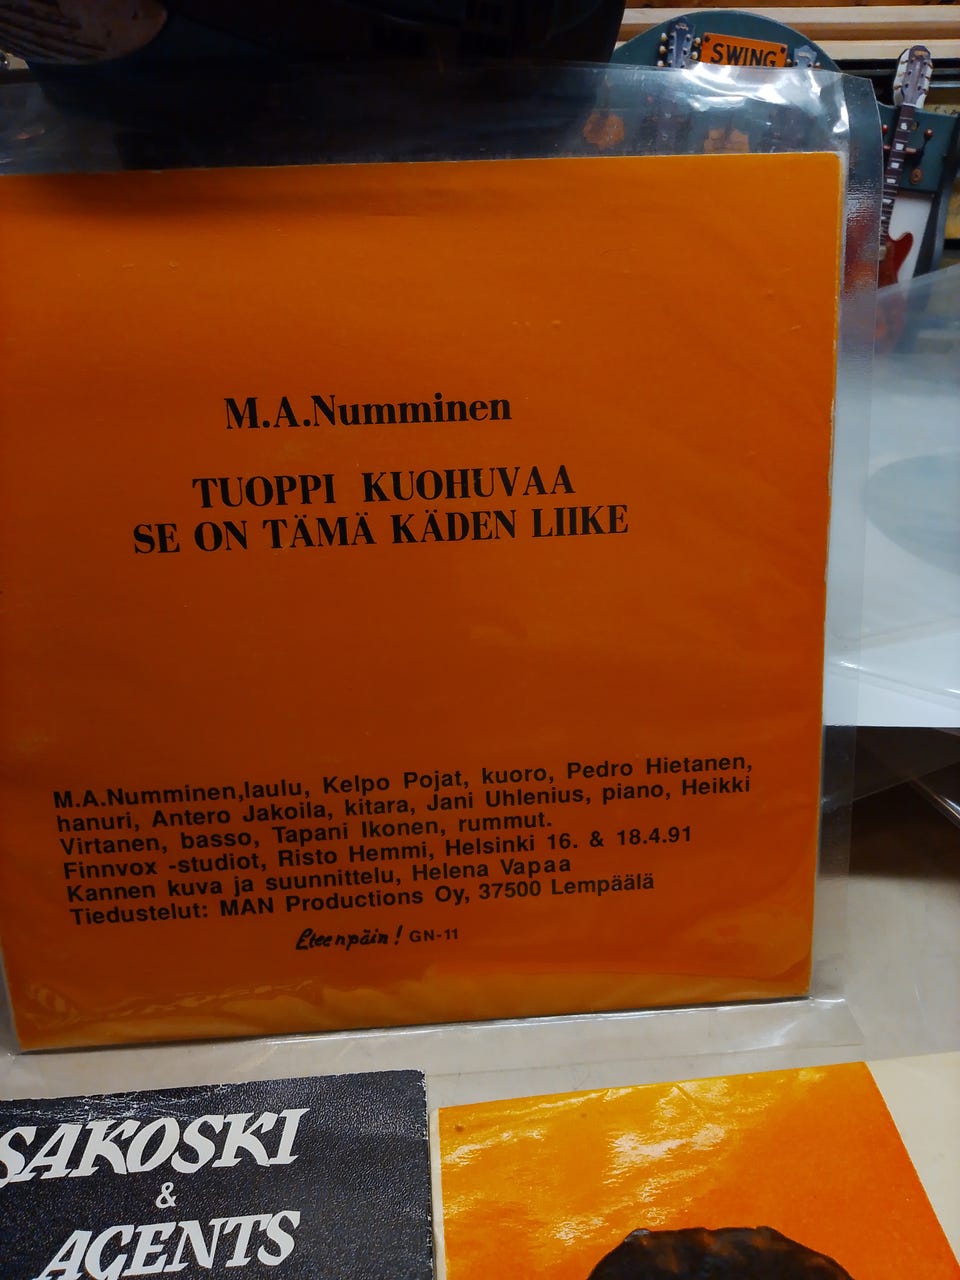 SWING
M.A.Numminen
TUOPPI KUOHUVAA
SE ON TÄMÄ KÄDEN LIIKE
M.A.Numminen,laulu, Kelpo Pojat, kuoro, Pedro Hietanen,
hanuri, Antero Jakoila, kitara, Jani Uhlenius, piano, Heikki
Virtanen, basso, Tapani Ikonen, rummut.
Finnvox -studiot, Risto Hemmi, Helsinki 16. & 18.4.91
Kannen kuva ja suunnittelu, Helena Vapaa
Tiedustelut: MAN Productions Oy, 37500 Lempäälä
Eteenpäin! GN-11
SAKOSKI
&
AGENTS